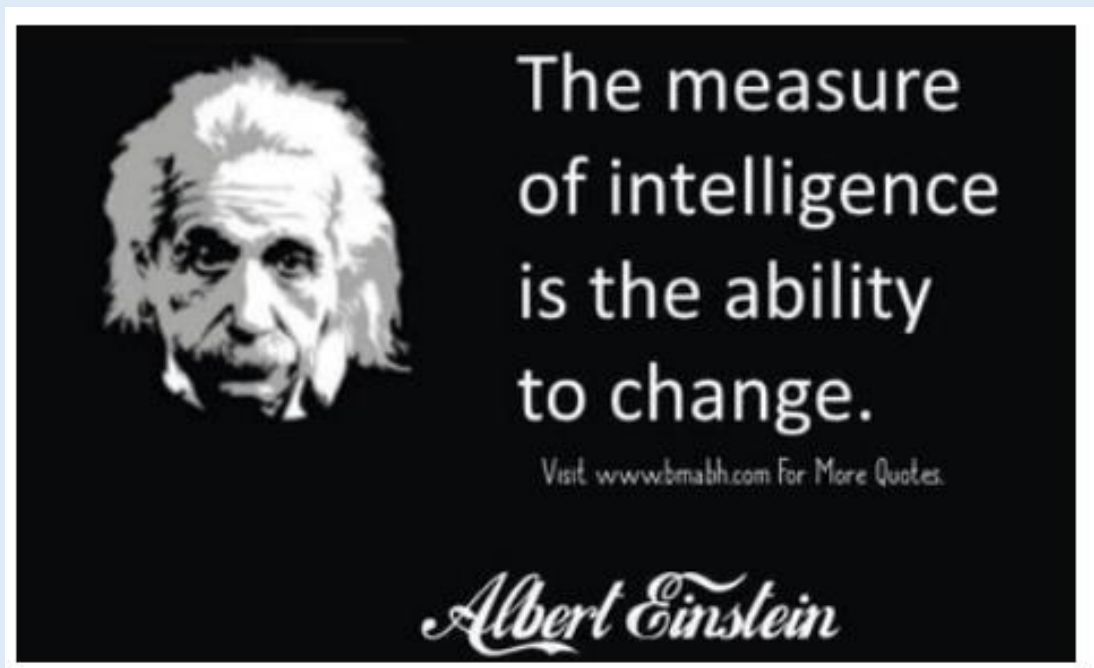 The measure
of intelligence
is the ability
to change.
Visit www.bmabh.com For More Quotes.
Albert Einstein